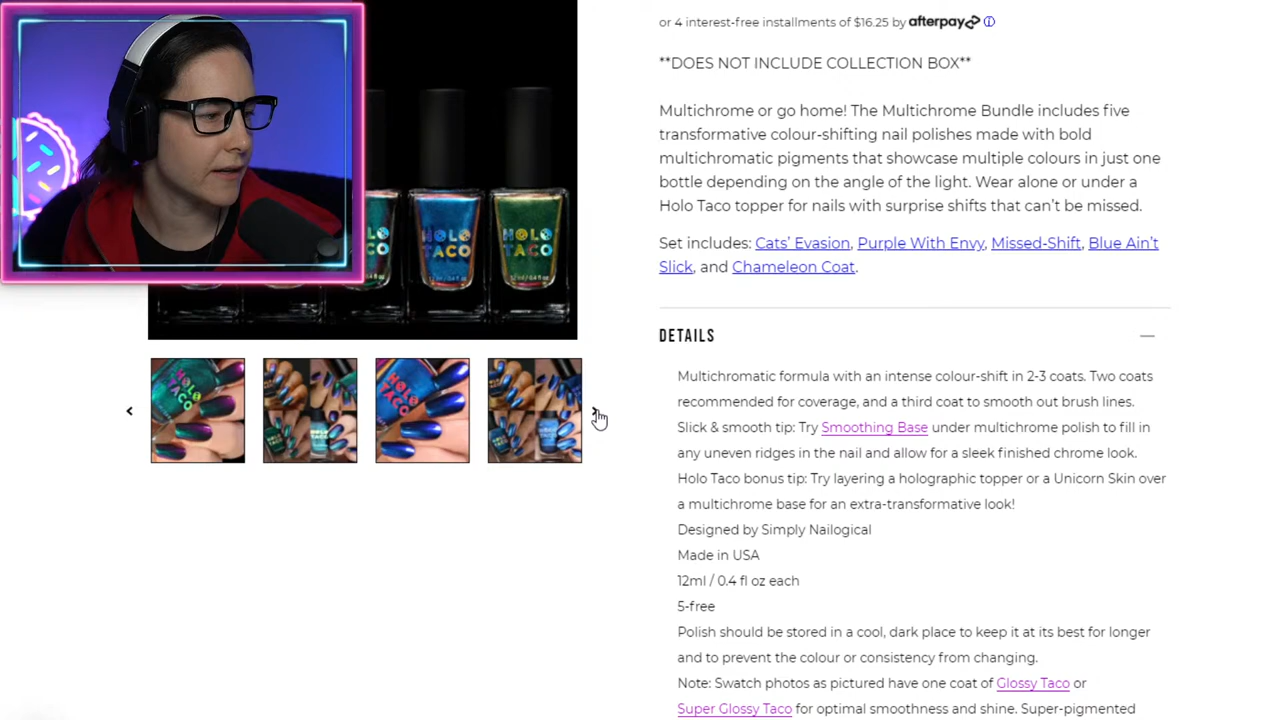 or 4 interest-free installments of $16.25 by afterpay
**DOES NOT INCLUDE COLLECTION BOX**
Multichrome or go home! The Multichrome Bundle includes five
transformative colour-shifting nail polishes made with bold
multichromatic pigments that showcase multiple colours in just one
bottle depending on the angle of the light. Wear alone or under a
Holo Taco topper for nails with surprise shifts that can't be missed.
Set includes: Cats' Evasion, Purple With Envy, Missed-Shift, Blue Ain't
Slick, and Chameleon Coat.
HOLO TACO
HOLO TACO
DETAILS
Multichromatic formula with an intense colour-shift in 2-3 coats. Two coats
recommended for coverage, and a third coat to smooth out brush lines.
Slick & smooth tip: Try Smoothing Base under multichrome polish to fill in
any uneven ridges in the nail and allow for a sleek finished chrome look.
Holo Taco bonus tip: Try layering a holographic topper or a Unicorn Skin over
a multichrome base for an extra-transformative look!
Designed by Simply Nailogical
Made in USA
12ml / 0.4 fl oz each
5-free
Polish should be stored in a cool, dark place to keep it at its best for longer
and to prevent the colour or consistency from changing.
Note: Swatch photos as pictured have one coat of Glossy Taco or
Super Glossy Taco for optimal smoothness and shine. Super-pigmented
HOLO TACO
HOLO TACO